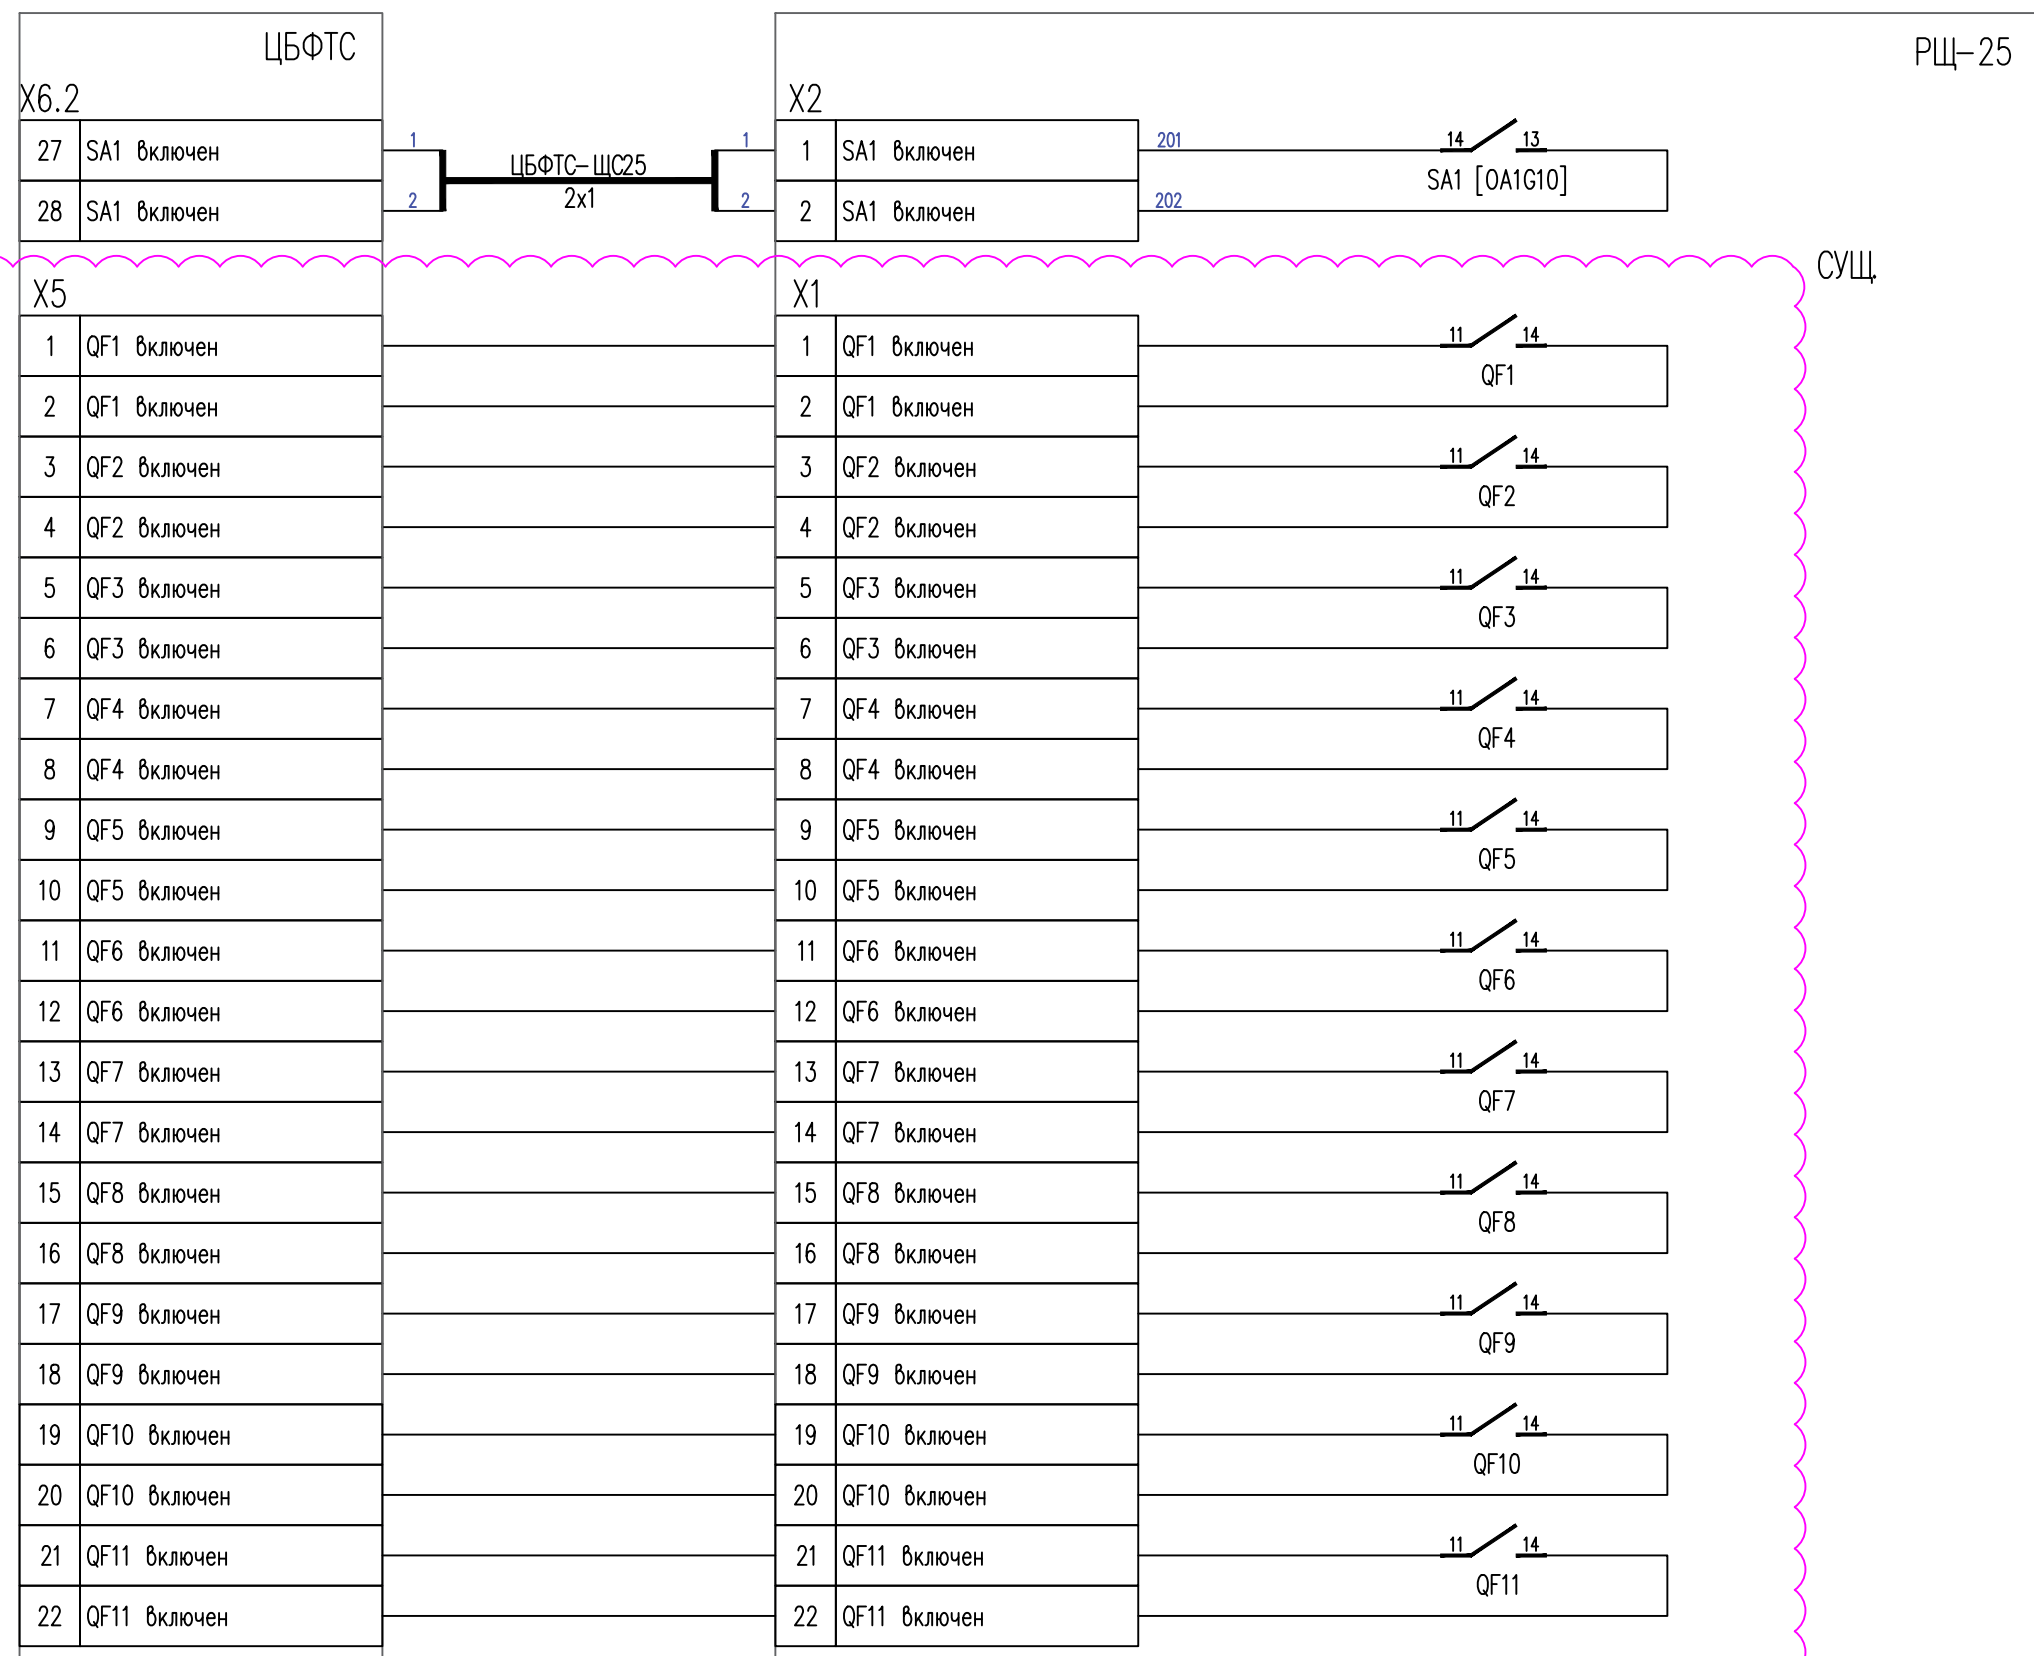 ЦБФТС
РЩ-25
X6.2
X2
27 SA1 включен 1 1 1 SA1 включен 201 14 13
ЦБФТС-ЩС25
2x1
SA1 [OA1G10]
28 SA1 включен 2 2 2 SA1 включен 202
СУЩ.
X5
X1
1 QF1 включен 1 QF1 включен 11 14
QF1
2 QF1 включен 2 QF1 включен
3 QF2 включен 3 QF2 включен 11 14
QF2
4 QF2 включен 4 QF2 включен
5 QF3 включен 5 QF3 включен 11 14
QF3
6 QF3 включен 6 QF3 включен
7 QF4 включен 7 QF4 включен 11 14
QF4
8 QF4 включен 8 QF4 включен
9 QF5 включен 9 QF5 включен 11 14
QF5
10 QF5 включен 10 QF5 включен
11 QF6 включен 11 QF6 включен 11 14
QF6
12 QF6 включен 12 QF6 включен
13 QF7 включен 13 QF7 включен 11 14
QF7
14 QF7 включен 14 QF7 включен
15 QF8 включен 15 QF8 включен 11 14
QF8
16 QF8 включен 16 QF8 включен
17 QF9 включен 17 QF9 включен 11 14
QF9
18 QF9 включен 18 QF9 включен
19 QF10 включен 19 QF10 включен 11 14
QF10
20 QF10 включен 20 QF10 включен
21 QF11 включен 21 QF11 включен 11 14
QF11
22 QF11 включен 22 QF11 включен